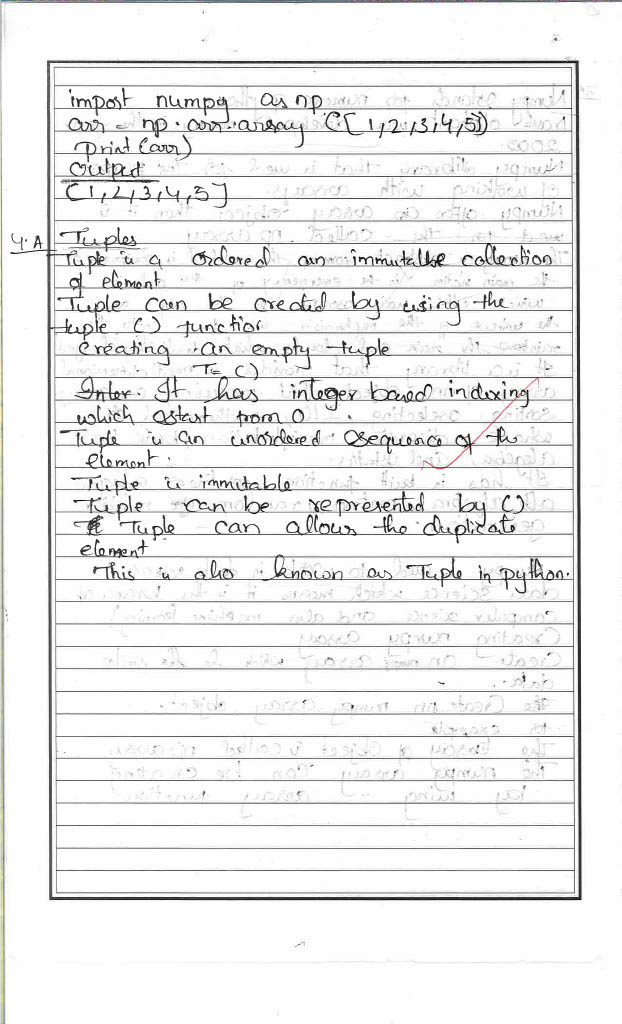 import numpy as np
arr = np.arr.array ([1,2,3,4,5])
print (arr)
Output
[1,2,3,4,5]
4.A Tuples
Tuple is a ordered an immutalbe collection
of element
Tuple can be created by using the
tuple () function
Creating an empty tuple
T= ()
Inter. It has integer based indexing
which start from 0.
Tuple is an unordered sequence of the
element.
Tuple is immutable
Tuple can be represented by ()
Tuple can allows the duplicate
element
This is also known as Tuple in python.